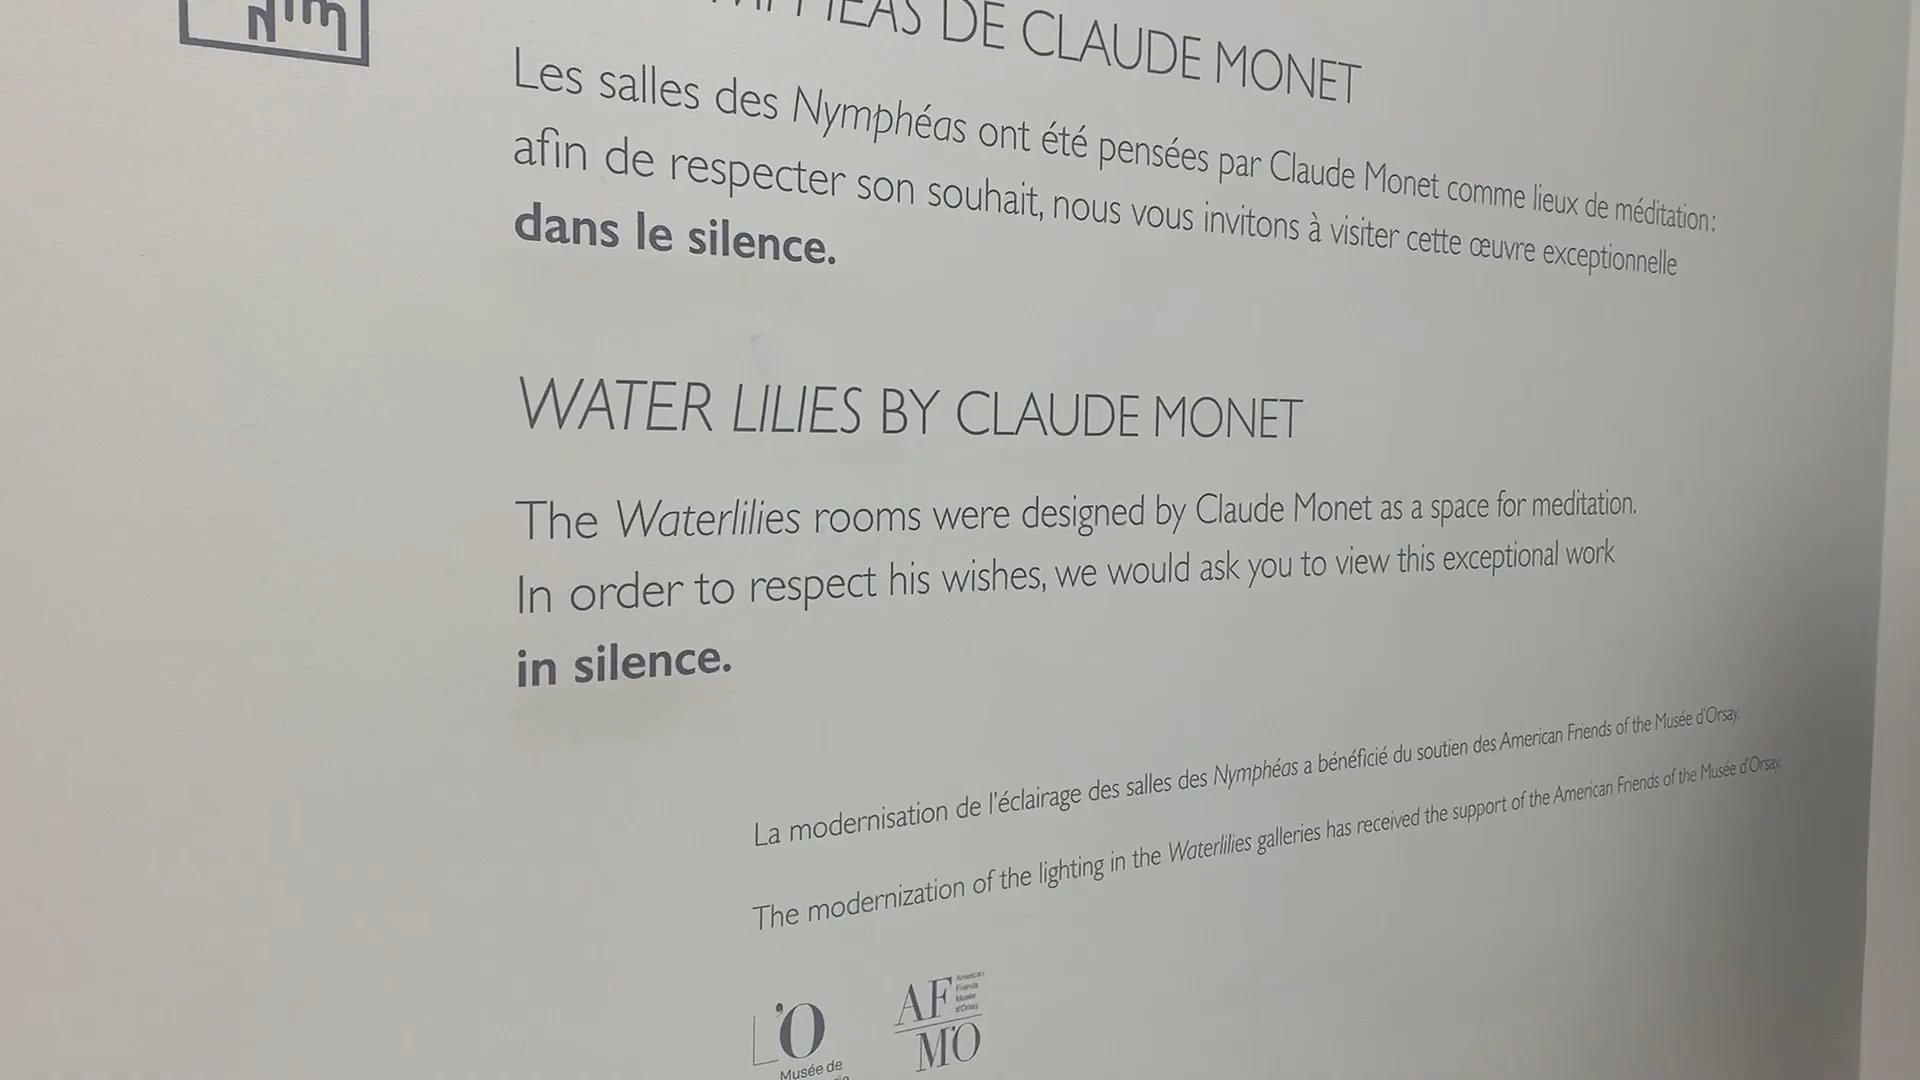 DE CLAUDE MONET
Les salles des Nymphéas ont été pensées par Claude Monet comme lieux de méditation:
afin de respecter son souhait, nous vous invitons à visiter cette œuvre exceptionnelle
dans le silence.
WATER LILIES BY CLAUDE MONET
The Waterlilies rooms were designed by Claude Monet as a space for meditation.
In order to respect his wishes, we would ask you to view this exceptional work
in silence.
La modernisation de l'éclairage des salles des Nymphéas a bénéficié du soutien des American Friends of the Musée d'Orsay.
The modernization of the lighting in the Waterlilies galleries has received the support of the American Friends of the Musée d'Orsay.
L'O
Musée de
AF
MO
American
Friends
Musée
d'Orsay